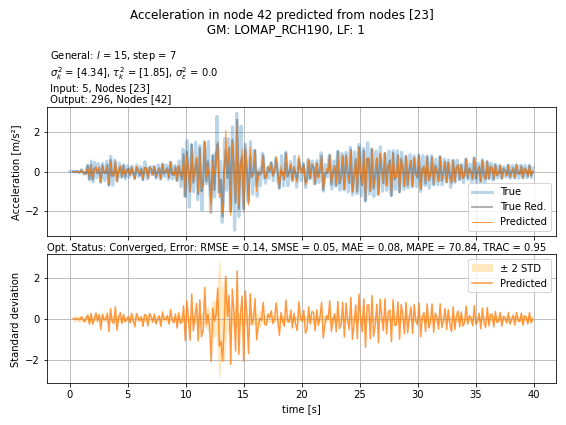 Acceleration in node 42 predicted from nodes [23]
GM: LOMAP_RCH190, LF: 1
General: l = 15, step = 7
σ²ₖ = [4.34], τ²ₖ = [1.85], σ²ε = 0.0
Input: 5, Nodes [23]
Output: 296, Nodes [42]
Acceleration [m/s²]
2
0
−2
True
True Red.
Predicted
Opt. Status: Converged, Error: RMSE = 0.14, SMSE = 0.05, MAE = 0.08, MAPE = 70.84, TRAC = 0.95
Standard deviation
2
0
−2
± 2 STD
Predicted
0 5 10 15 20 25 30 35 40
time [s]